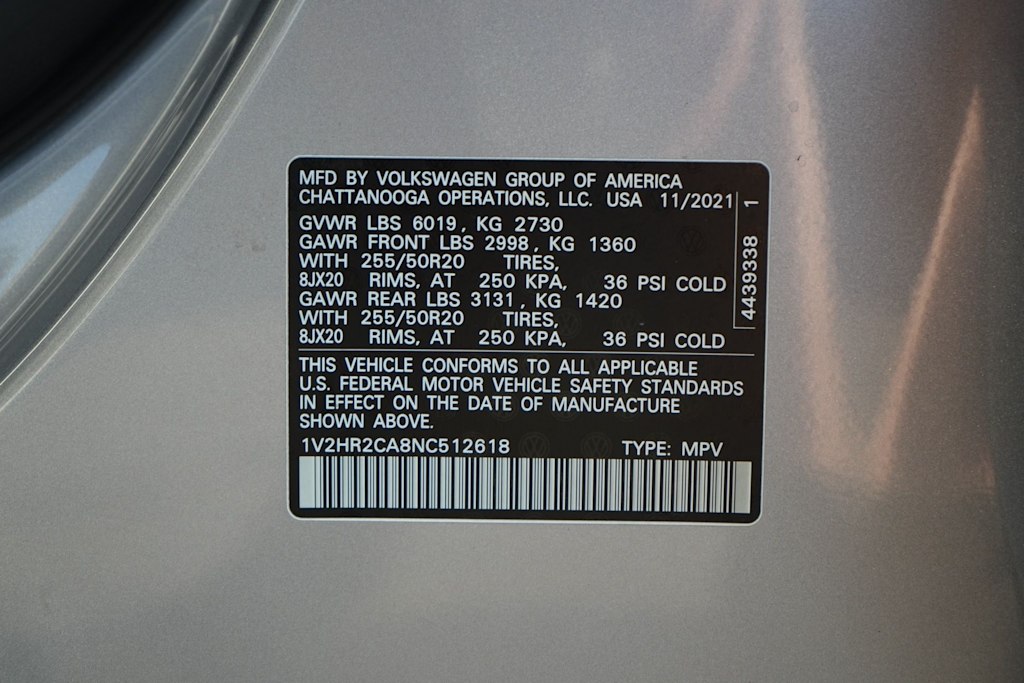 MFD BY VOLKSWAGEN GROUP OF AMERICA
CHATTANOOGA OPERATIONS, LLC. USA 11/2021
GVWR LBS 6019, KG 2730
GAWR FRONT LBS 2998, KG 1360
WITH 255/50R20 TIRES,
8JX20 RIMS, AT 250 KPA, 36 PSI COLD
GAWR REAR LBS 3131, KG 1420
WITH 255/50R20 TIRES,
8JX20 RIMS, AT 250 KPA, 36 PSI COLD
4439338 1
THIS VEHICLE CONFORMS TO ALL APPLICABLE
U.S. FEDERAL MOTOR VEHICLE SAFETY STANDARDS
IN EFFECT ON THE DATE OF MANUFACTURE
SHOWN ABOVE.
1V2HR2CA8NC512618 TYPE: MPV